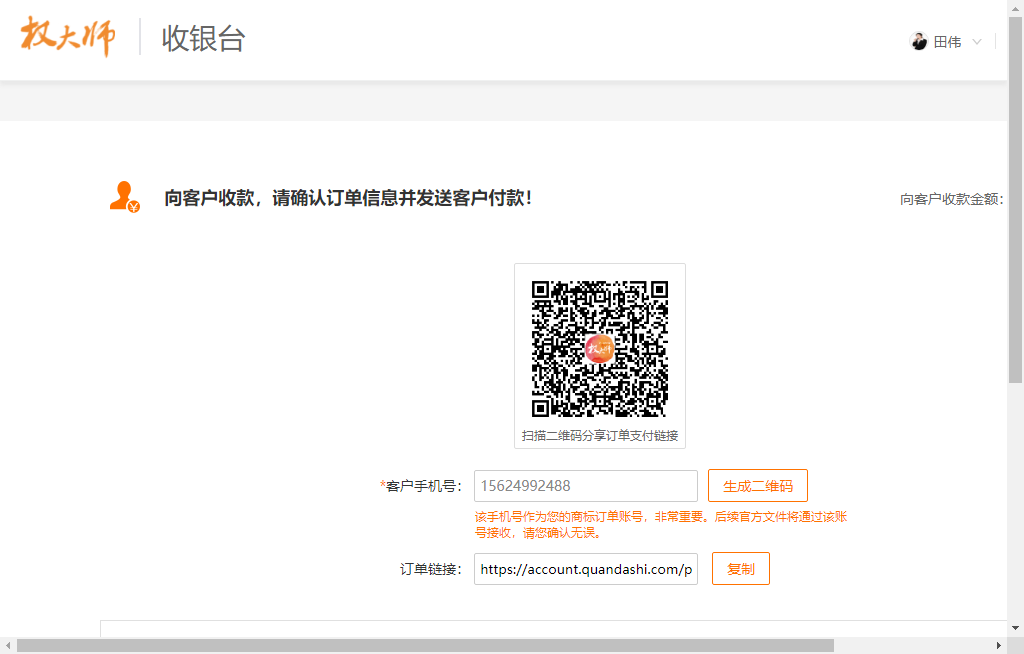 权大师
收银台
田伟
向客户收款，请确认订单信息并发送客户付款！
向客户收款金额：
权大师
扫描二维码分享订单支付链接
*客户手机号： 15624992488 生成二维码
该手机号作为您的商标订单账号，非常重要。后续官方文件将通过该账
号接收，请您确认无误。
订单链接： https://account.quandashi.com/p 复制